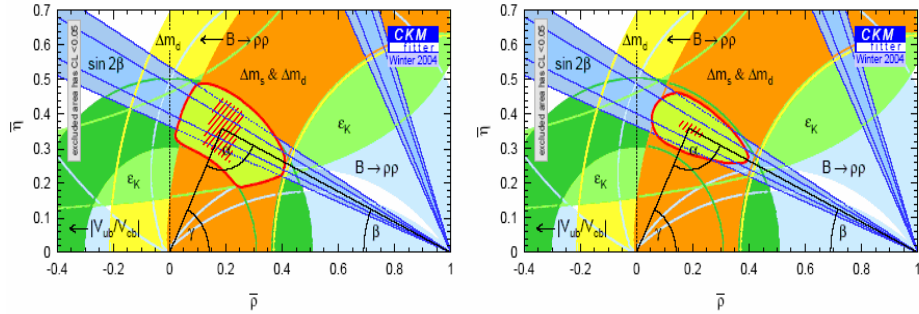 0.7
0.6
0.5
0.4
0.3
0.2
0.1
0
η̅
excluded area has CL < 0.05
Δm_d
← B → ρρ
CKM
fitter
Winter 2004
sin 2β
Δm_s & Δm_d
ε_K
α
B → ρρ
ε_K
← |V_ub/V_cb|
γ
β
-0.4 -0.2 0 0.2 0.4 0.6 0.8 1
ρ̅
0.7
0.6
0.5
0.4
0.3
0.2
0.1
0
η̅
excluded area has CL < 0.05
Δm_d
← B → ρρ
CKM
fitter
Winter 2004
sin 2β
Δm_s & Δm_d
ε_K
α
B → ρρ
ε_K
← |V_ub/V_cb|
γ
β
-0.4 -0.2 0 0.2 0.4 0.6 0.8 1
ρ̅